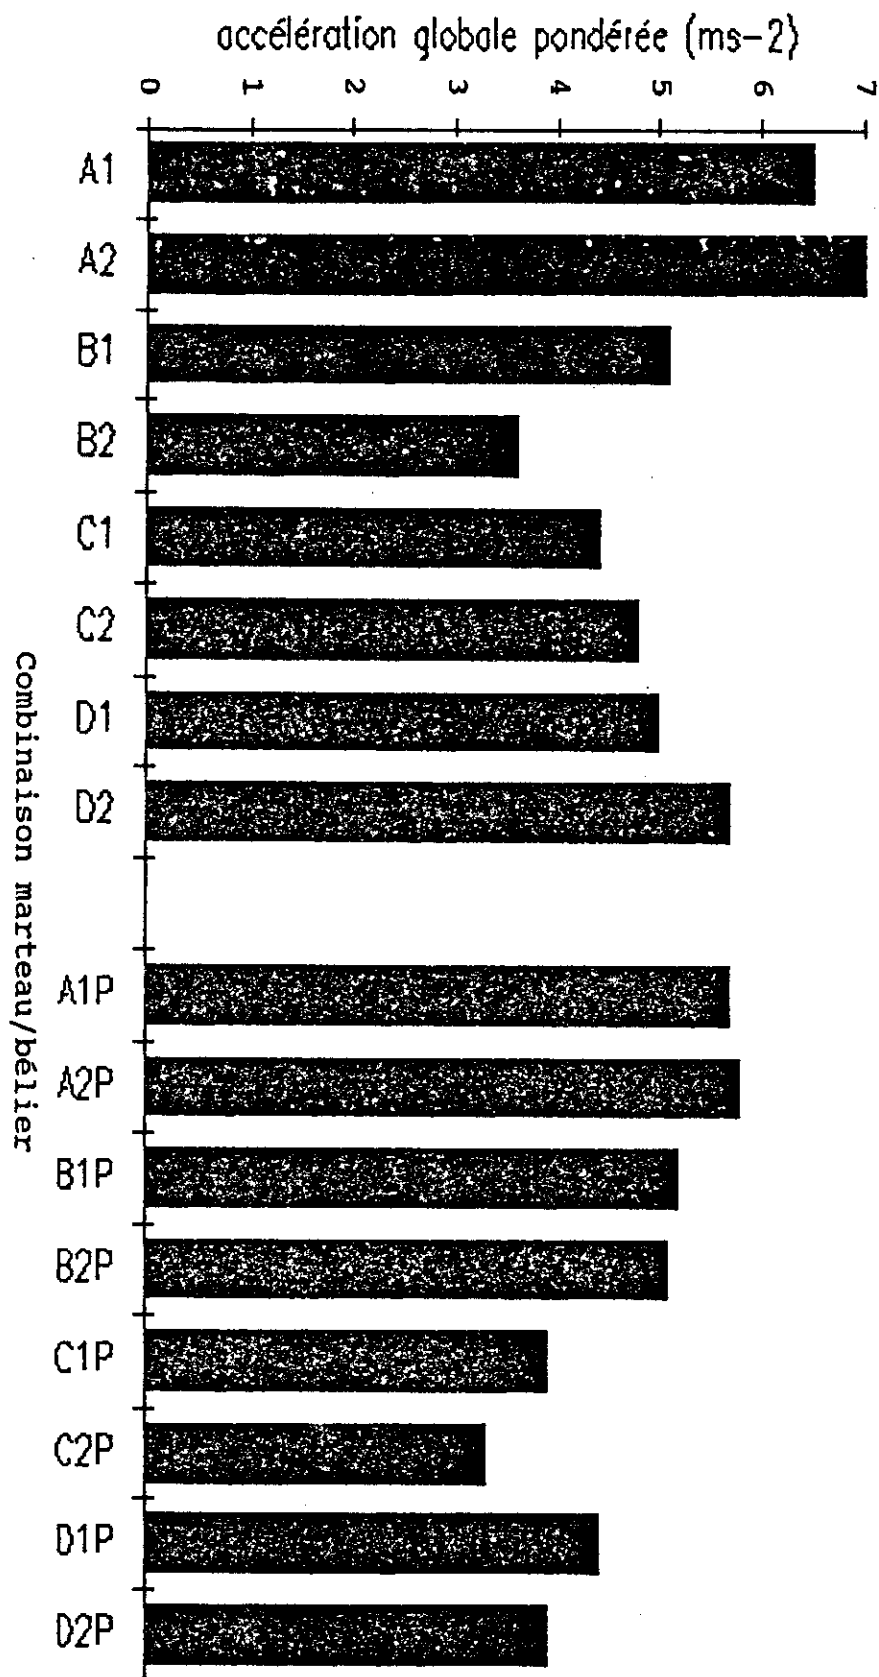 accélération globale pondérée (ms-2)
0 1 2 3 4 5 6 7
A1
A2
B1
B2
C1
C2
D1
D2
A1P
A2P
B1P
B2P
C1P
C2P
D1P
D2P
Combinaison marteau/bélier